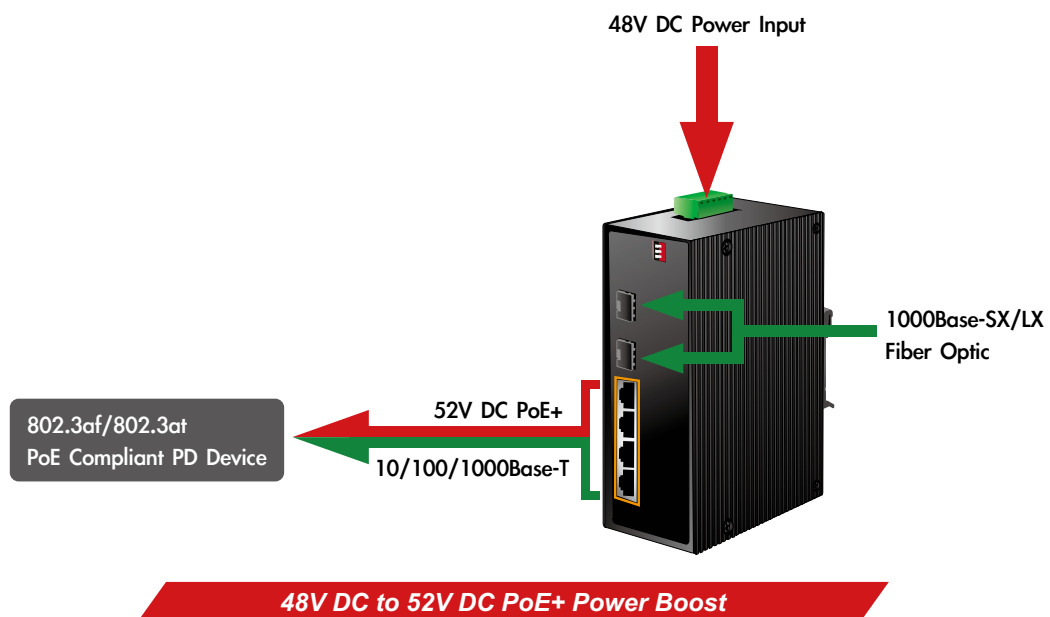 48V DC Power Input
1000Base-SX/LX
Fiber Optic
52V DC PoE+
802.3af/802.3at
PoE Compliant PD Device
10/100/1000Base-T
48V DC to 52V DC PoE+ Power Boost